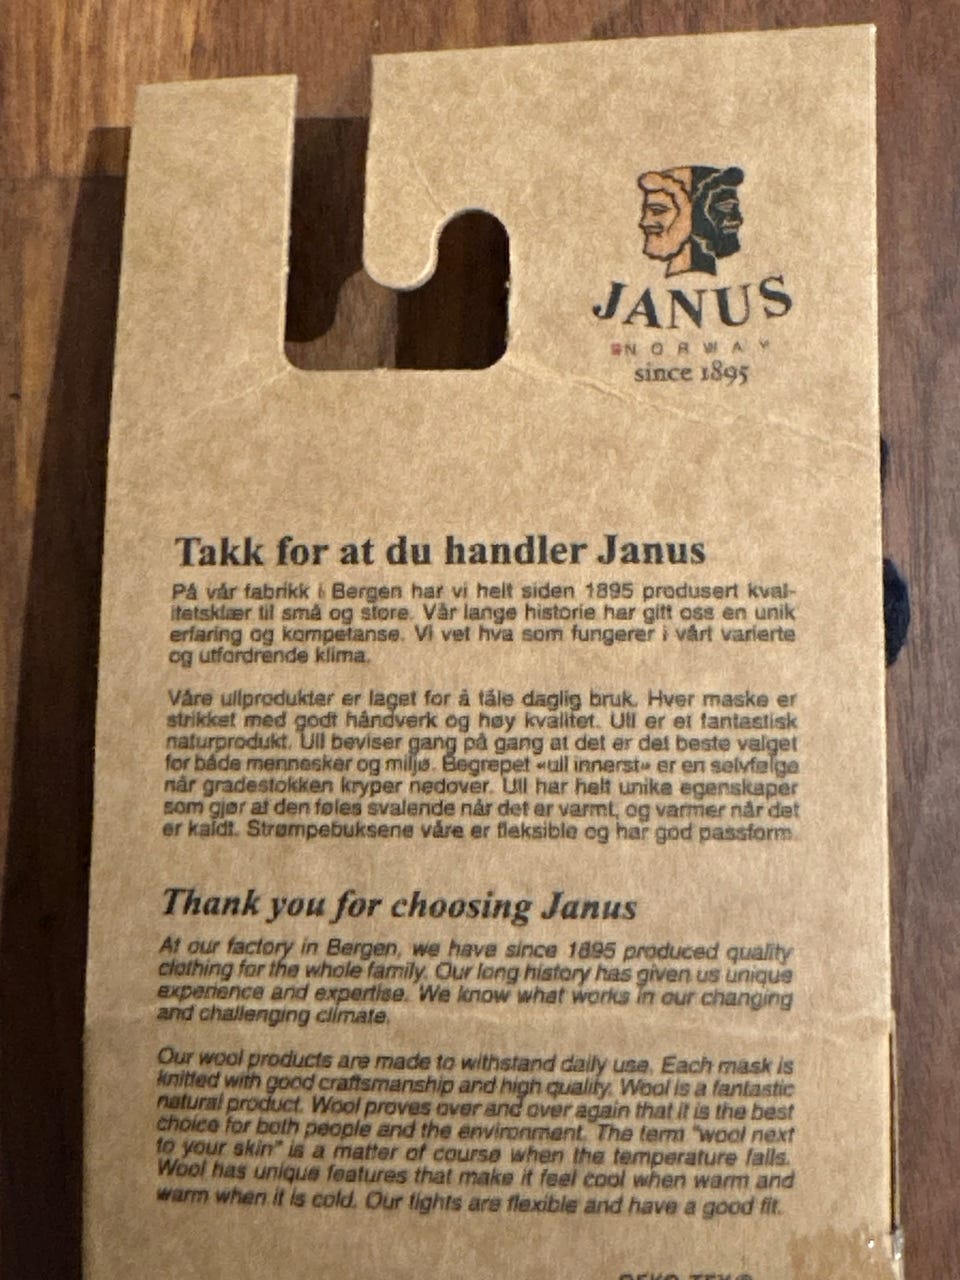 JANUS
NORWAY
since 1895
Takk for at du handler Janus
På vår fabrikk i Bergen har vi helt siden 1895 produsert kval-
itetsklær til små og store. Vår lange historie har gitt oss en unik
erfaring og kompetanse. Vi vet hva som fungerer i vårt varierte
og utfordrende klima.
Våre ullprodukter er laget for å tåle daglig bruk. Hver maske er
strikket med godt håndverk og høy kvalitet. Ull er et fantastisk
naturprodukt. Ull beviser gang på gang at det er det beste valget
for både mennesker og miljø. Begrepet «ull innerst» er en selvfølge
når gradestokken kryper nedover. Ull har helt unike egenskaper
som gjør at den føles svalende når det er varmt, og varmer når det
er kaldt. Strømpebuksene våre er fleksible og har god passform.
Thank you for choosing Janus
At our factory in Bergen, we have since 1895 produced quality
clothing for the whole family. Our long history has given us unique
experience and expertise. We know what works in our changing
and challenging climate.
Our wool products are made to withstand daily use. Each mask is
knitted with good craftsmanship and high quality. Wool is a fantastic
natural product. Wool proves over and over again that it is the best
choice for both people and the environment. The term "wool next
to your skin" is a matter of course when the temperature falls.
Wool has unique features that make it feel cool when warm and
warm when it is cold. Our tights are flexible and have a good fit.